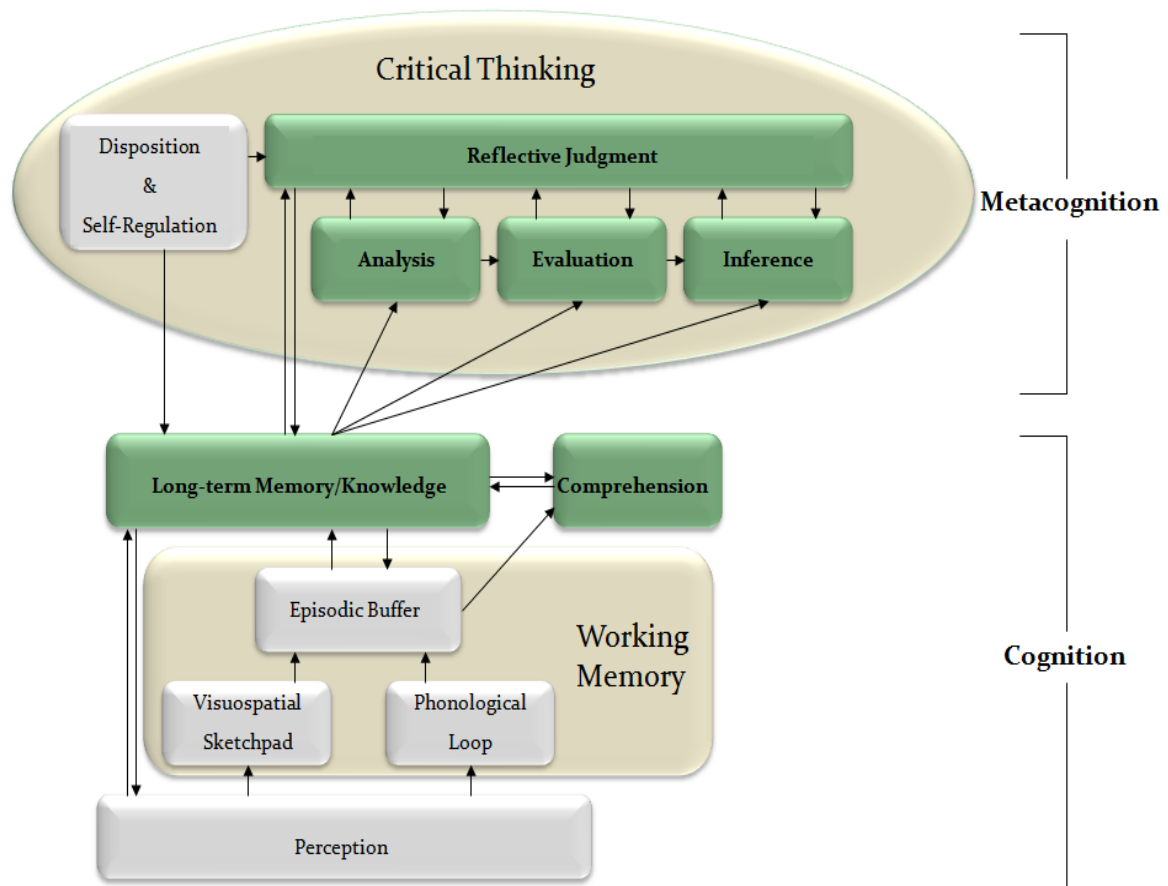 Critical Thinking
Disposition
&
Self-Regulation
Reflective Judgment
Metacognition
Analysis
Evaluation
Inference
Long-term Memory/Knowledge
Comprehension
Episodic Buffer
Working
Memory
Cognition
Visuospatial
Sketchpad
Phonological
Loop
Perception